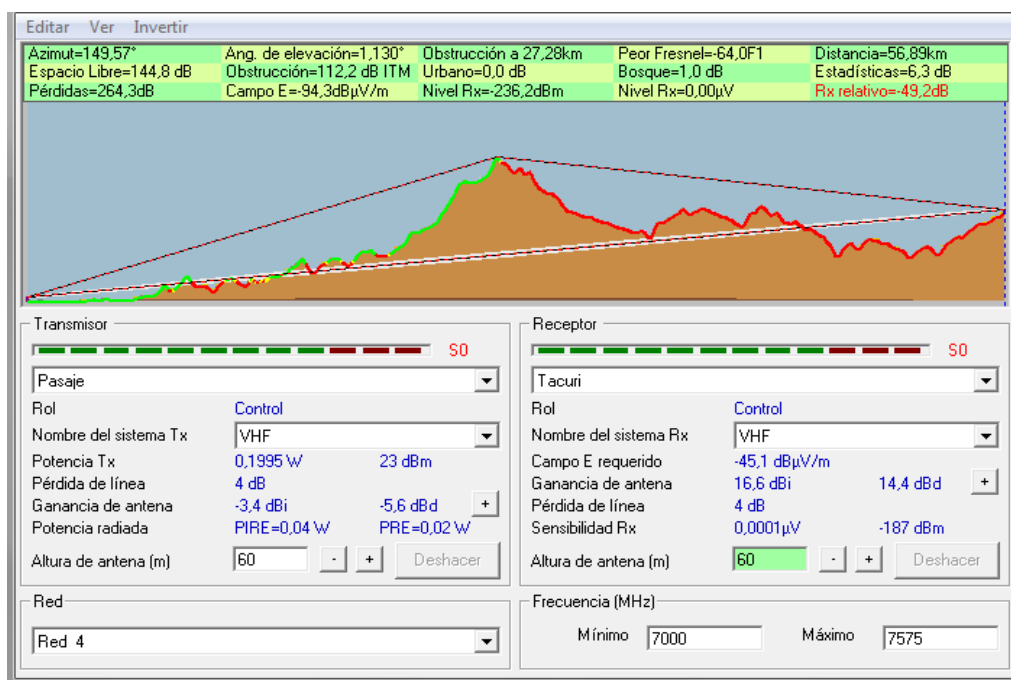 Editar Ver Invertir
Azimut=149,57° Ang. de elevación=1,130° Obstrucción a 27,28km Peor Fresnel=-64,0F1 Distancia=56,89km
Espacio Libre=144,8 dB Obstrucción=112,2 dB ITM Urbano=0,0 dB Bosque=1,0 dB Estadísticas=6,3 dB
Pérdidas=264,3dB Campo E=-94,3dBµV/m Nivel Rx=-236,2dBm Nivel Rx=0,00µV Rx relativo=-49,2dB
Transmisor
S0
Pasaje
Rol Control
Nombre del sistema Tx VHF
Potencia Tx 0,1995 W 23 dBm
Pérdida de línea 4 dB
Ganancia de antena -3,4 dBi -5,6 dBd +
Potencia radiada PIRE=0,04 W PRE=0,02 W
Altura de antena (m) 60 - + Deshacer
Receptor
S0
Tacuri
Rol Control
Nombre del sistema Rx VHF
Campo E requerido -45,1 dBµV/m
Ganancia de antena 16,6 dBi 14,4 dBd +
Pérdida de línea 4 dB
Sensibilidad Rx 0,0001µV -187 dBm
Altura de antena (m) 60 - + Deshacer
Red
Red 4
Frecuencia (MHz)
Mínimo 7000 Máximo 7575